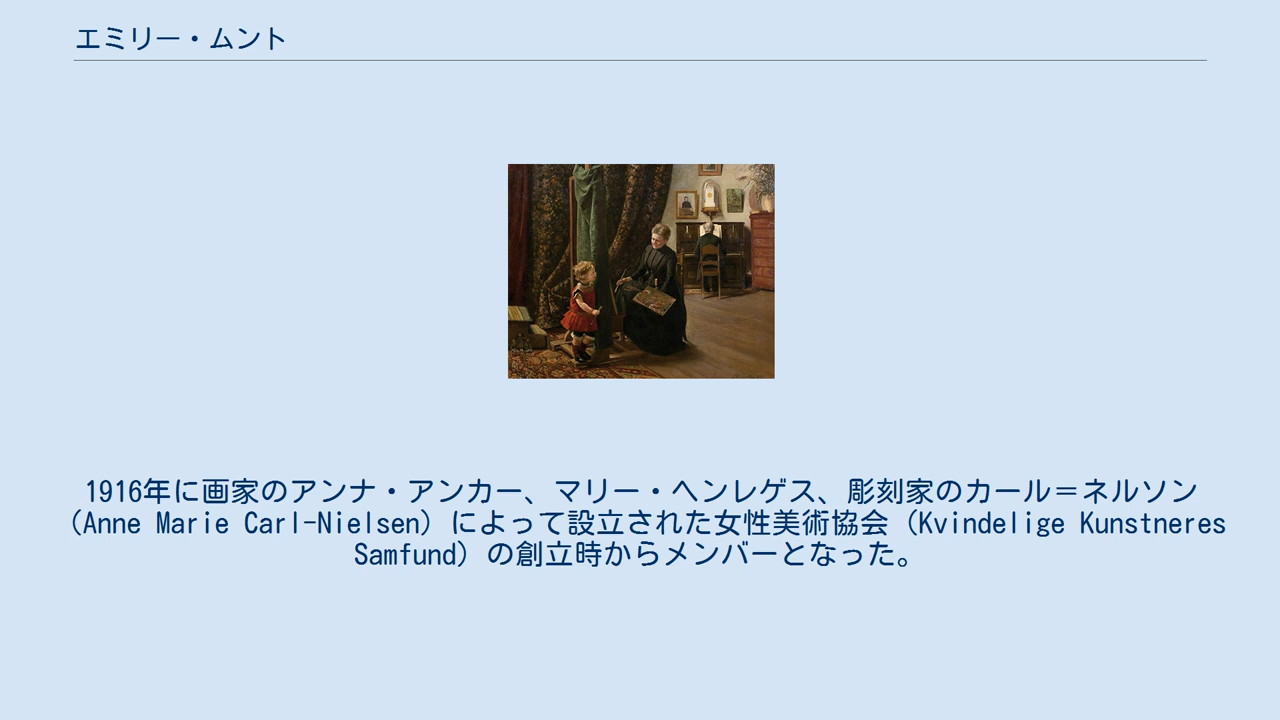 エミリー・ムント
1916年に画家のアンナ・アンカー、マリー・ヘンレゲス、彫刻家のカール＝ネルソン
（Anne Marie Carl-Nielsen）によって設立された女性美術協会（Kvindelige Kunstneres
Samfund）の創立時からメンバーとなった。